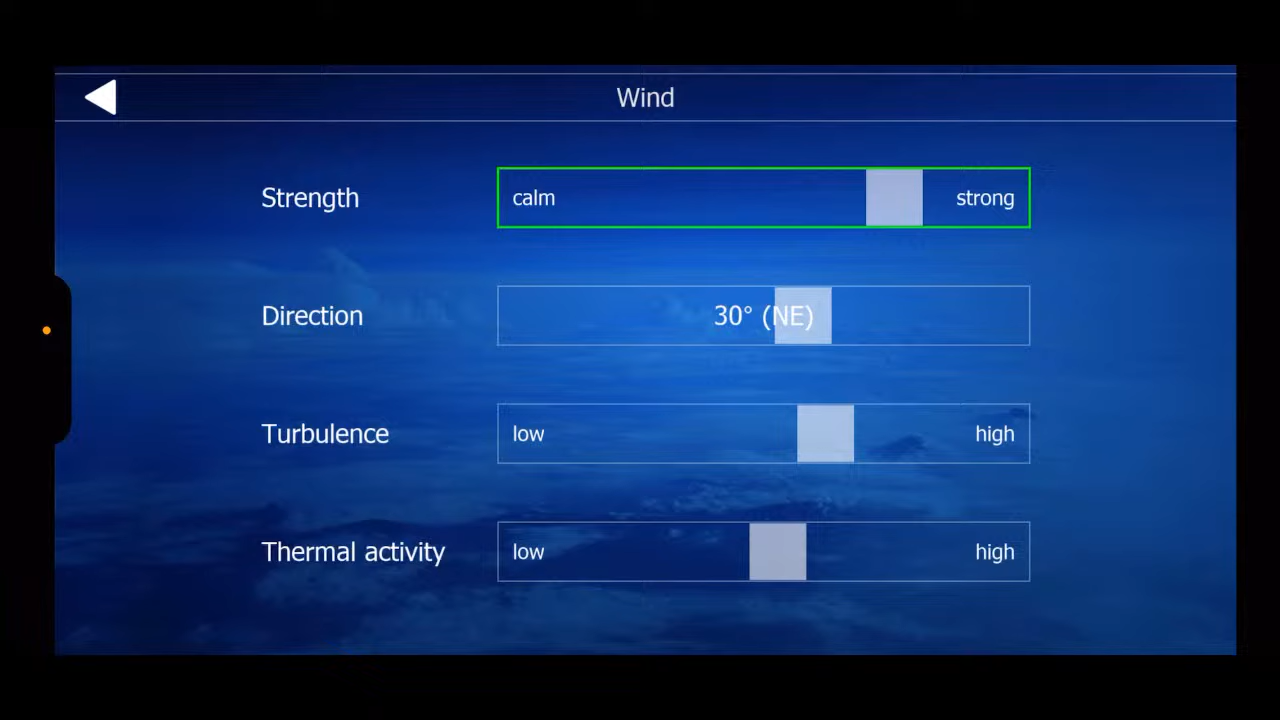 Wind
Strength
calm
strong
Direction
30° (NE)
Turbulence
low
high
Thermal activity
low
high